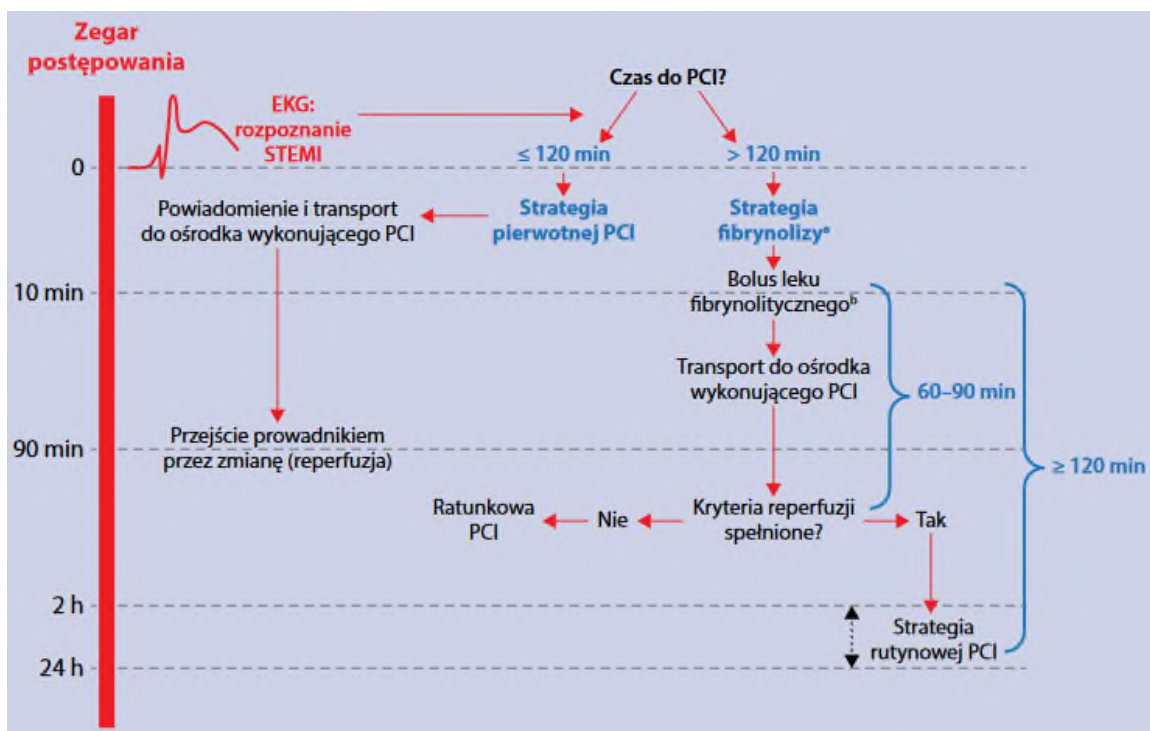 Zegar
postępowania
Czas do PCI?
EKG:
rozpoznanie
STEMI
≤ 120 min
> 120 min
0
Powiadomienie i transport
do ośrodka wykonującego PCI
Strategia
pierwotnej PCI
Strategia
fibrynolizyᵃ
Bolus leku
fibrynolitycznegoᵇ
10 min
Transport do ośrodka
wykonującego PCI
60–90 min
Przejście prowadnikiem
przez zmianę (reperfuzja)
90 min
≥ 120 min
Ratunkowa
PCI
Nie
Kryteria reperfuzji
spełnione?
Tak
2 h
Strategia
rutynowej PCI
24 h